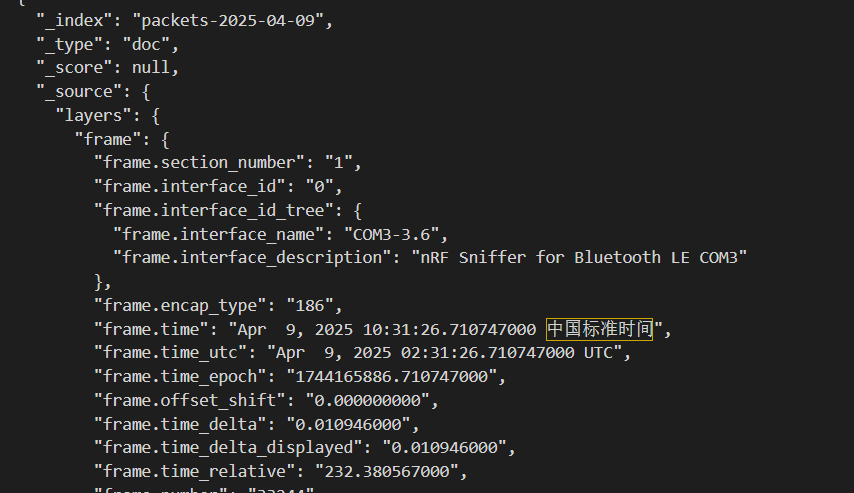 {
"_index": "packets-2025-04-09",
"_type": "doc",
"_score": null,
"_source": {
"layers": {
"frame": {
"frame.section_number": "1",
"frame.interface_id": "0",
"frame.interface_id_tree": {
"frame.interface_name": "COM3-3.6",
"frame.interface_description": "nRF Sniffer for Bluetooth LE COM3"
},
"frame.encap_type": "186",
"frame.time": "Apr  9, 2025 10:31:26.710747000 中国标准时间",
"frame.time_utc": "Apr  9, 2025 02:31:26.710747000 UTC",
"frame.time_epoch": "1744165886.710747000",
"frame.offset_shift": "0.000000000",
"frame.time_delta": "0.010946000",
"frame.time_delta_displayed": "0.010946000",
"frame.time_relative": "232.380567000",